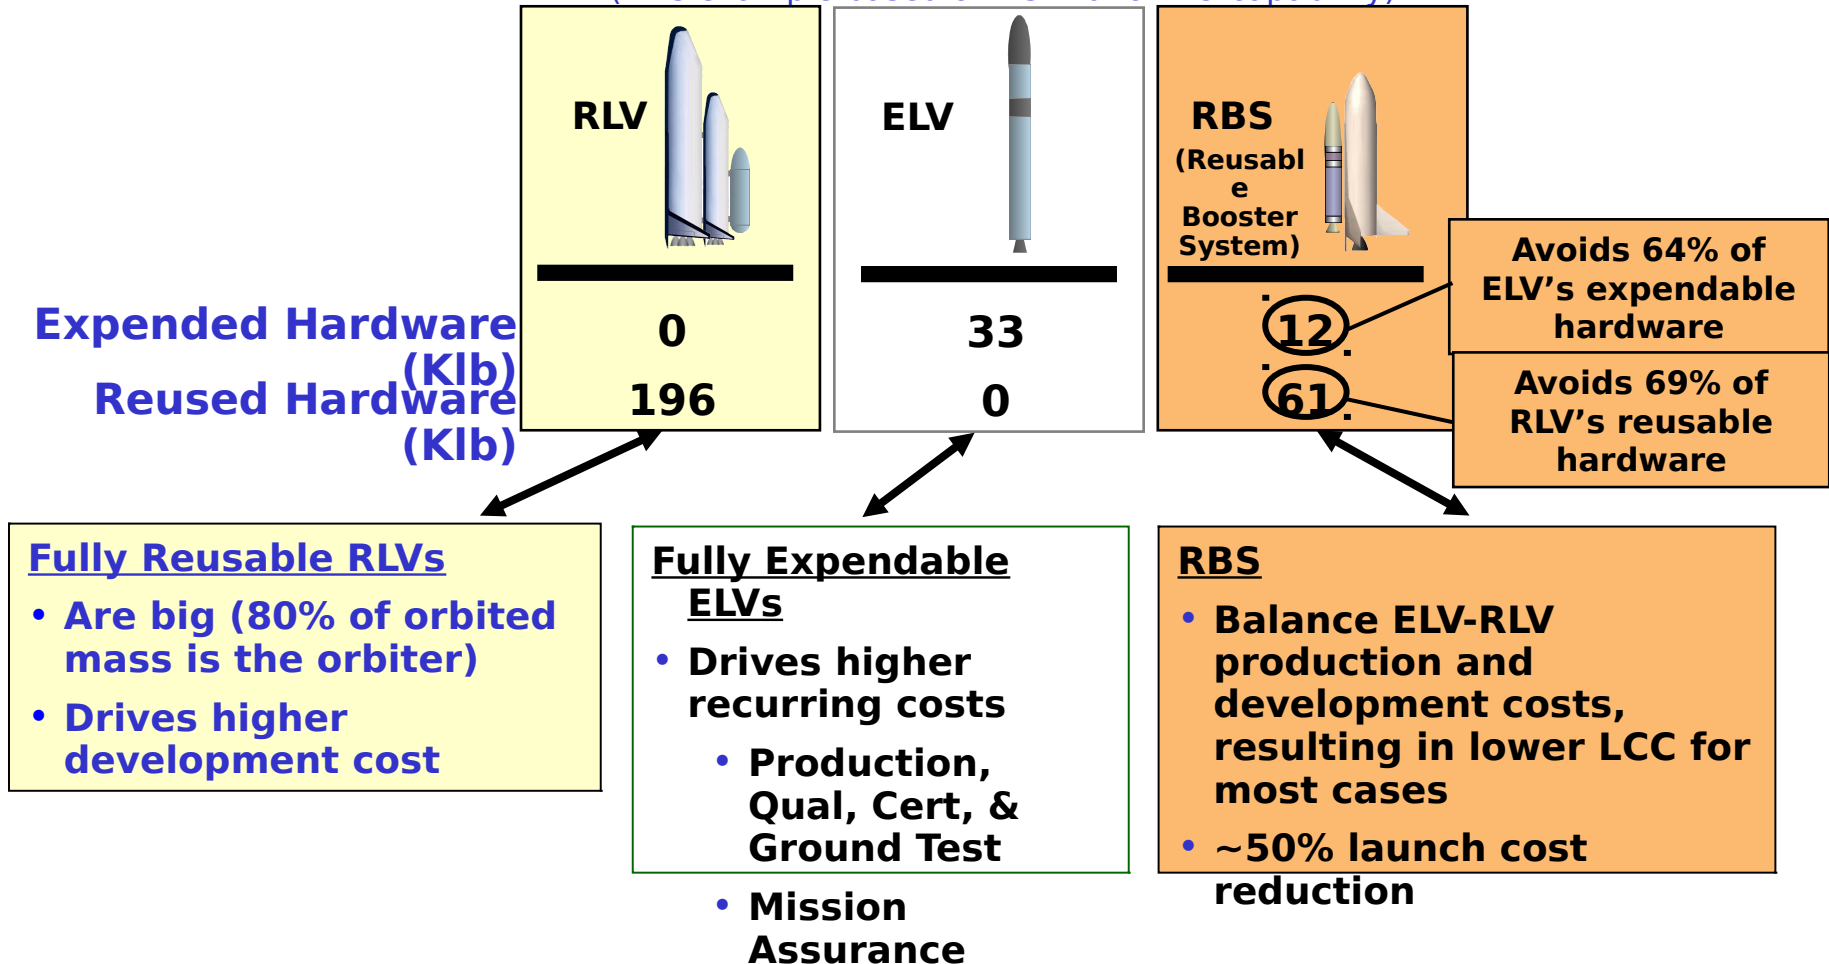 RLV
ELV
RBS
(Reusabl
e
Booster
System)
Avoids 64% of
ELV’s expendable
hardware
Expended Hardware
(Klb)
0
33
12
Avoids 69% of
RLV’s reusable
hardware
Reused Hardware
(Klb)
196
0
61
Fully Reusable RLVs
• Are big (80% of orbited
mass is the orbiter)
• Drives higher
development cost
Fully Expendable
ELVs
• Drives higher
recurring costs
• Production,
Qual, Cert, &
Ground Test
• Mission
Assurance
RBS
• Balance ELV-RLV
production and
development costs,
resulting in lower LCC for
most cases
• ~50% launch cost
reduction